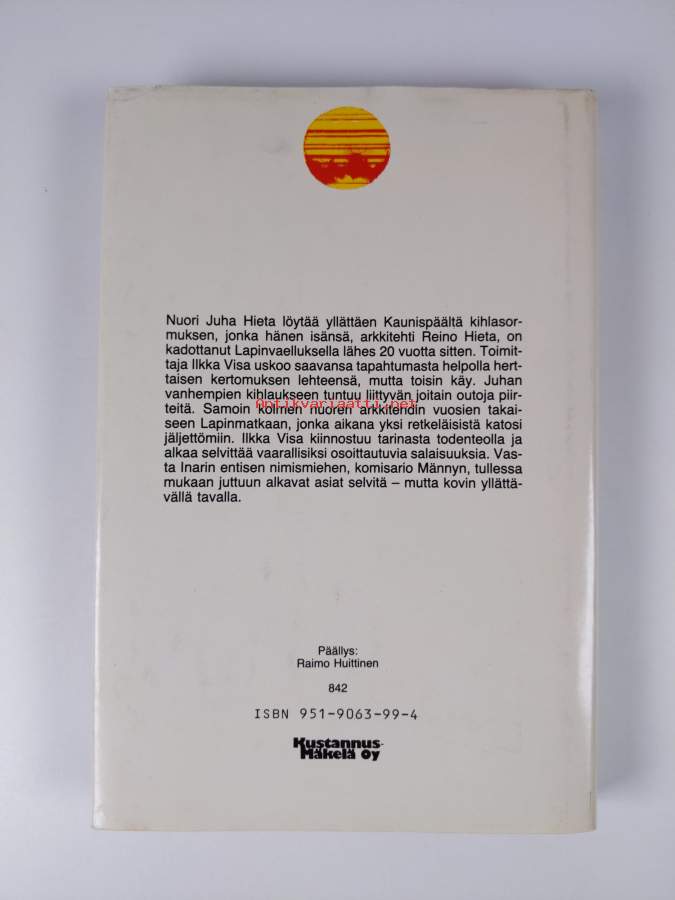 Nuori Juha Hieta löytää yllättäen Kaunispäältä kihlasor-
muksen, jonka hänen isänsä, arkkitehti Reino Hieta, on
kadottanut Lapinvaelluksella lähes 20 vuotta sitten. Toimit-
taja Ilkka Visa uskoo saavansa tapahtumasta helpolla hert-
taisen kertomuksen lehteensä, mutta toisin käy. Juhan
vanhempien kihlaukseen tuntuu liittyvän joitain outoja piir-
Antikvariaatti.net
teitä. Samoin kolmen nuoren arkkitehdin vuosien takai-
seen Lapinmatkaan, jonka aikana yksi retkeläisistä katosi
jäljettömiin. Ilkka Visa kiinnostuu tarinasta todenteolla ja
alkaa selvittää vaarallisiksi osoittautuvia salaisuuksia. Vas-
ta Inarin entisen nimismiehen, komisario Männyn, tullessa
mukaan juttuun alkavat asiat selvitä – mutta kovin yllättä-
vällä tavalla.
Päällys:
Raimo Huittinen
842
ISBN 951-9063-99-4
Kustannus-
Mäkelä Oy